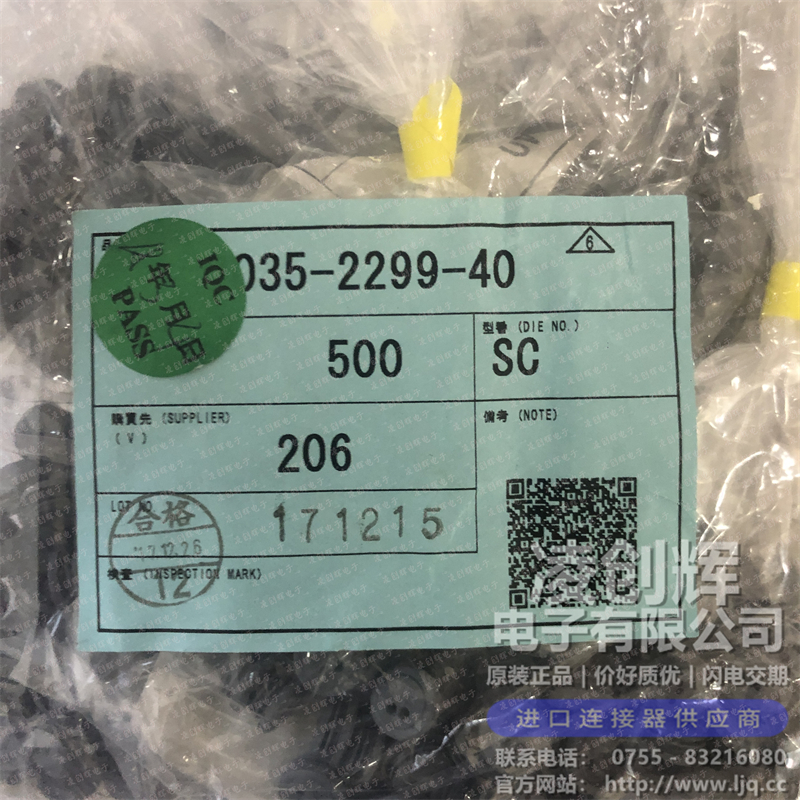 035-2299-40
6
IQC
PASS
500
型番 (DIE NO.)
SC
購買先 (SUPPLIER)
(V)
206
備考 (NOTE)
LOT NO
171215
合格
12.26
12
検査 (INSPECTION MARK)
凌创辉
电子有限公司
原装正品 | 价好质优 | 闪电交期
进口连接器供应商
联系电话： 0755 - 83216080
官方网站： http://www.ljq.cc